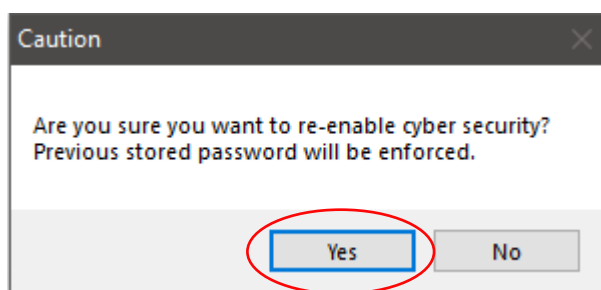 Caution
Are you sure you want to re-enable cyber security?
Previous stored password will be enforced.
Yes No